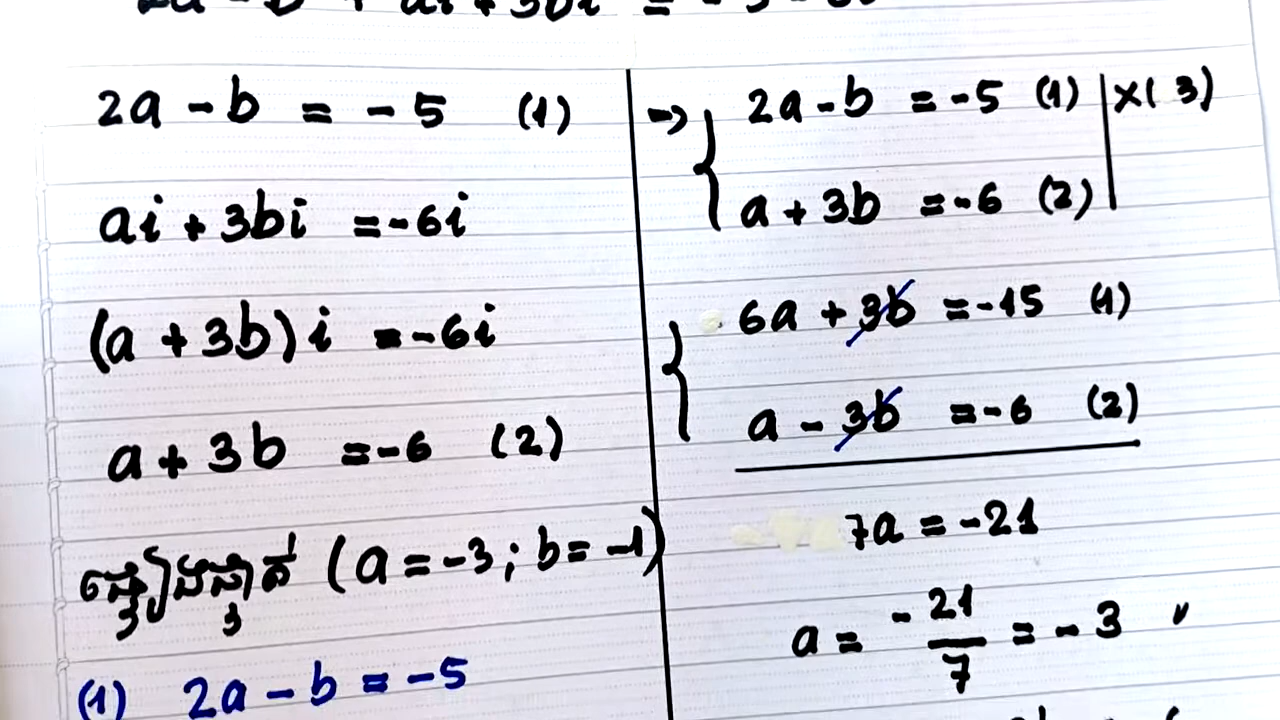 2a - b = - 5 (1)
ai + 3bi = -6i
(a + 3b) i = -6i
a + 3b = -6 (2)
(a = -3 ; b = -1)
(1) 2a - b = -5
=> { 2a - b = -5 (1) | x( 3)
a + 3b = -6 (2)
{ 6a + 3b = -15 (1)
a - 3b = -6 (2)
7a = -21
a = - 21/7 = - 3